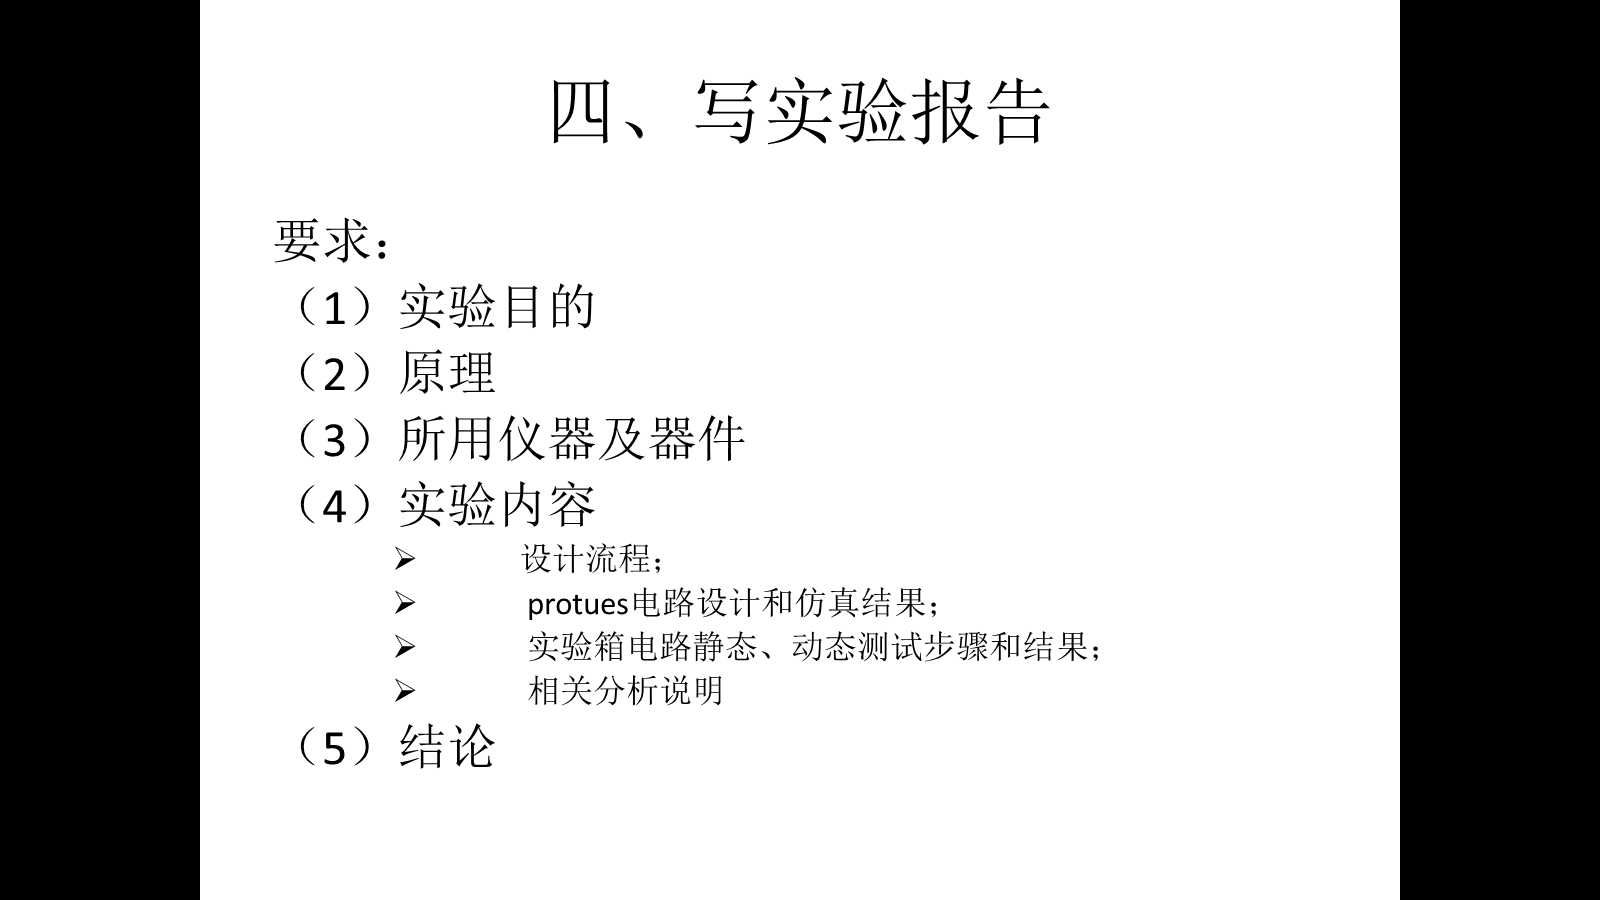 四、写实验报告
要求：
（1）实验目的
（2）原理
（3）所用仪器及器件
（4）实验内容
➢ 设计流程；
➢ protues电路设计和仿真结果；
➢ 实验箱电路静态、动态测试步骤和结果；
➢ 相关分析说明
（5）结论